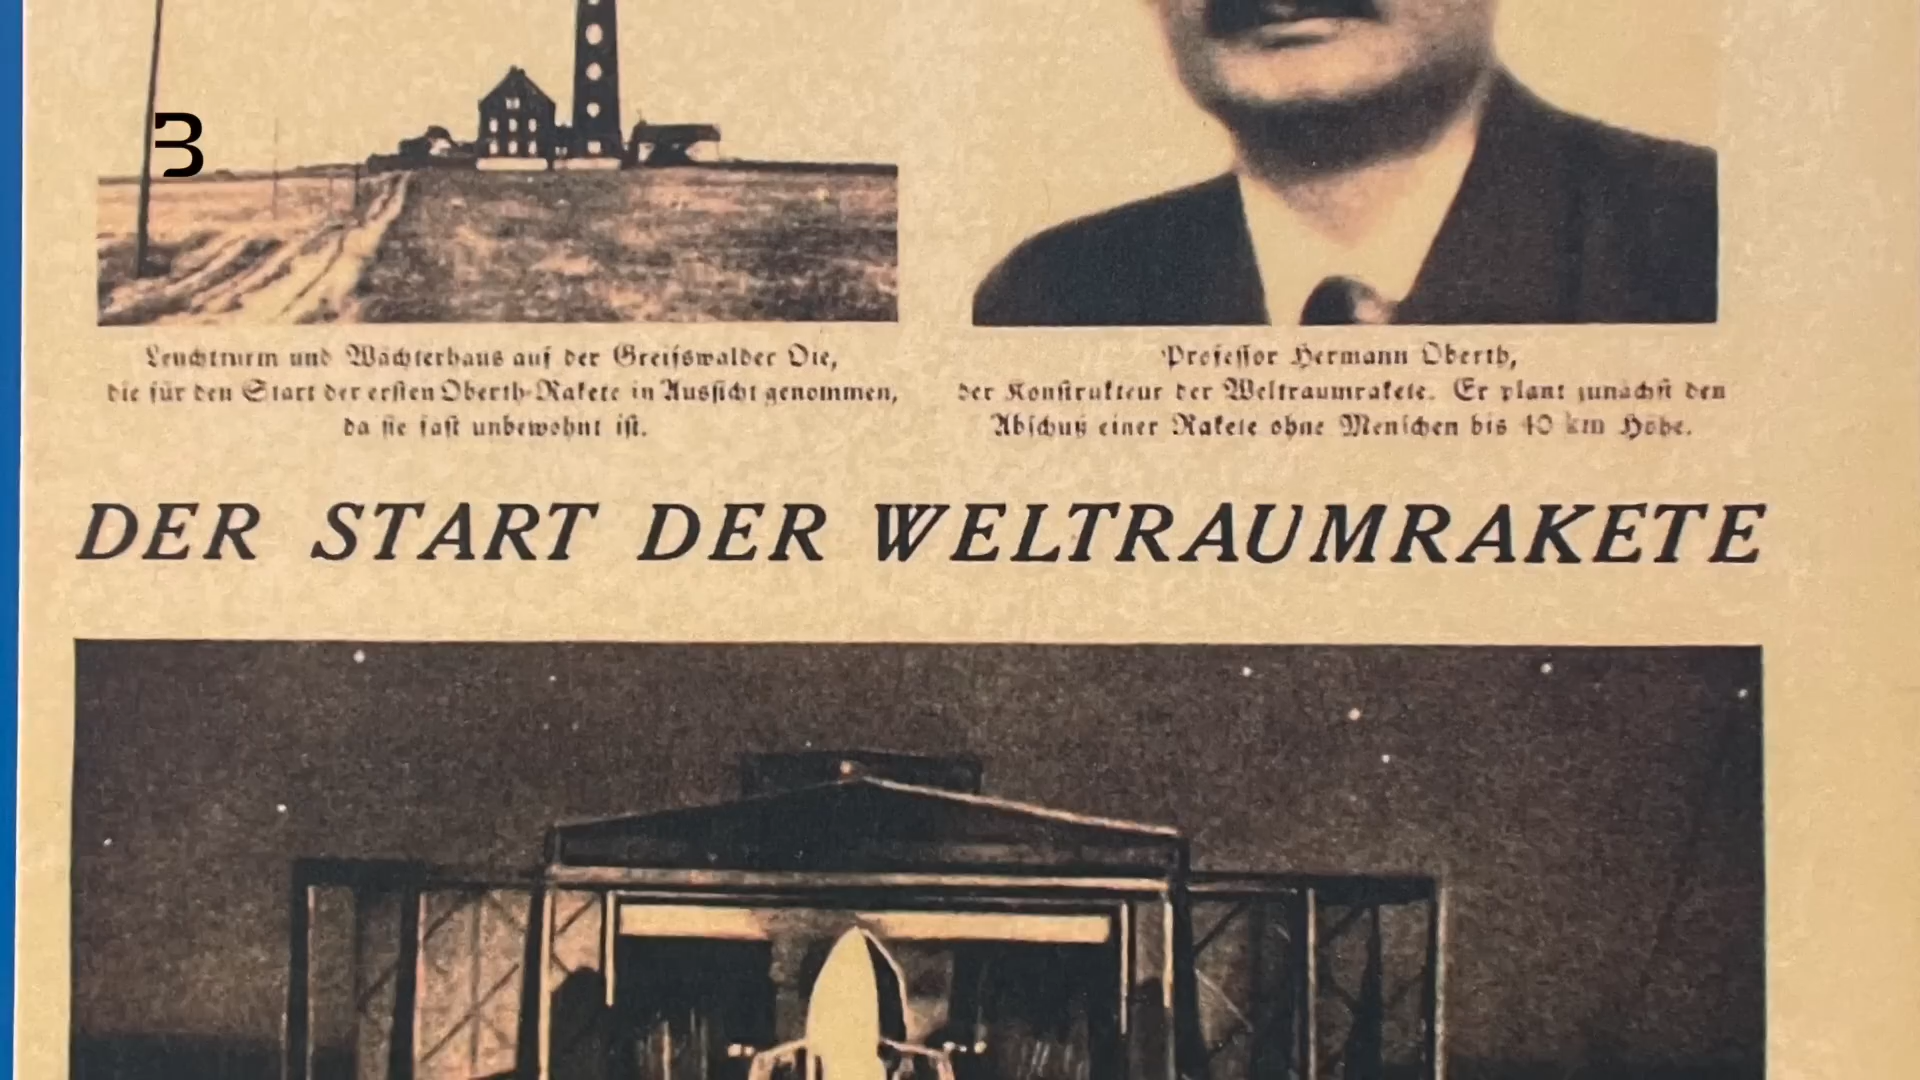 3
Leuchtturm und Wächterhaus auf der Greifswalder Oie,
die für den Start der ersten Oberth-Rakete in Aussicht genommen,
da sie fast unbewohnt ist.
Professor Hermann Oberth,
der Konstrukteur der Weltraumrakete. Er plant zunächst den
Abschuß einer Rakete ohne Menschen bis 40 km Höhe.
DER START DER WELTRAUMRAKETE